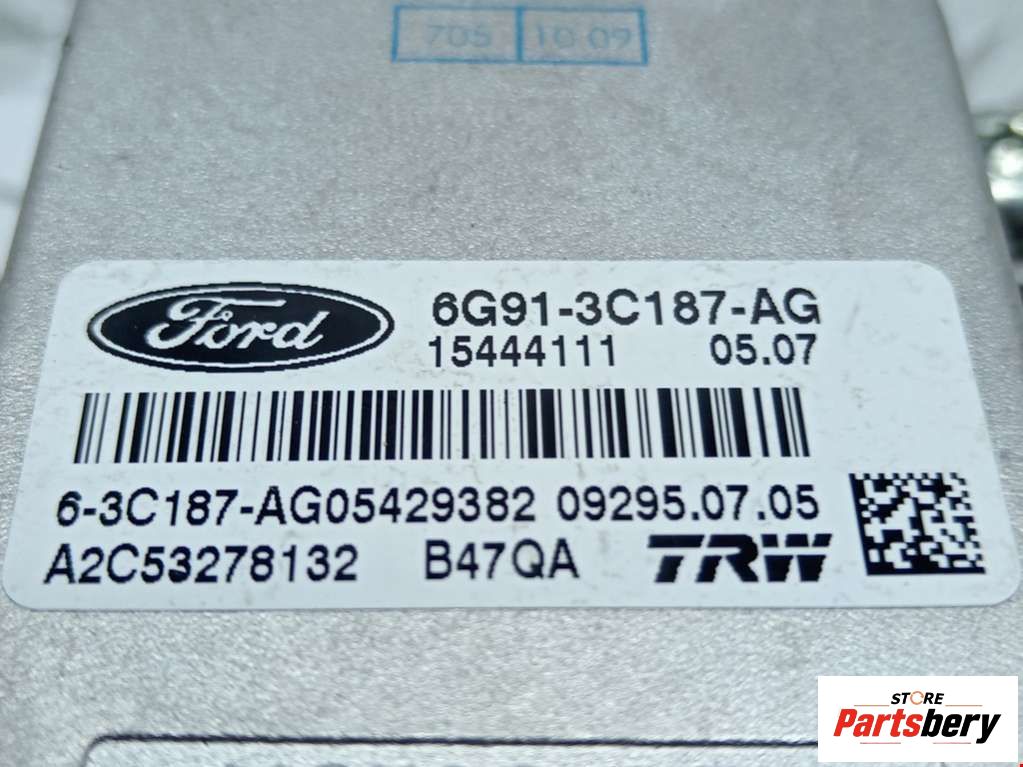 705 10 09
Ford 6G91-3C187-AG
15444111 05.07
6-3C187-AG05429382 09295.07.05
A2C53278132 B47QA TRW
STORE
Partsbery